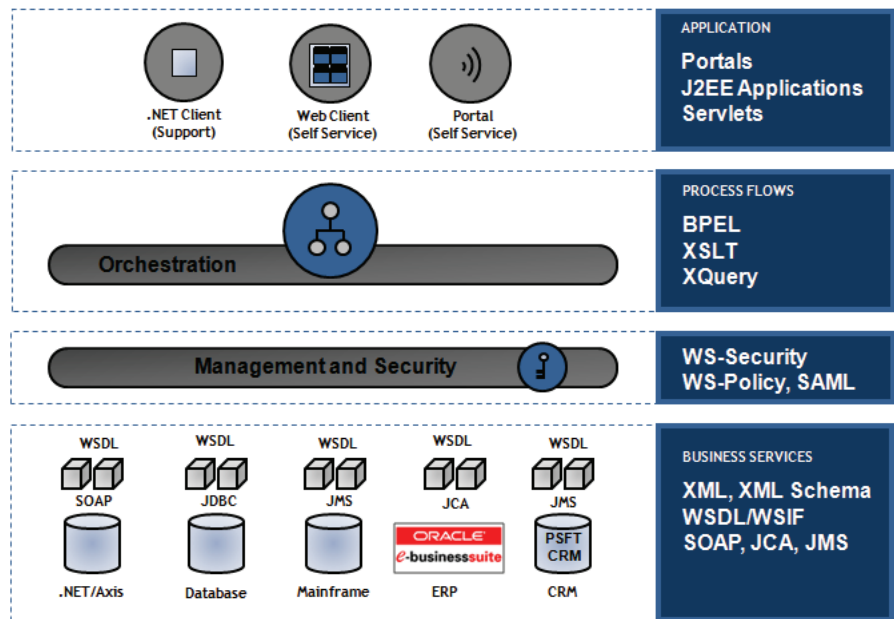 APPLICATION
Portals
J2EE Applications
Servlets
.NET Client
(Support)
Web Client
(Self Service)
Portal
(Self Service)
PROCESS FLOWS
BPEL
XSLT
XQuery
Orchestration
Management and Security
WS-Security
WS-Policy, SAML
WSDL
WSDL
WSDL
WSDL
WSDL
SOAP
JDBC
JMS
JCA
JMS
ORACLE
e-businesssuite
PSFT
CRM
.NET/Axis
Database
Mainframe
ERP
CRM
BUSINESS SERVICES
XML, XML Schema
WSDL/WSIF
SOAP, JCA, JMS